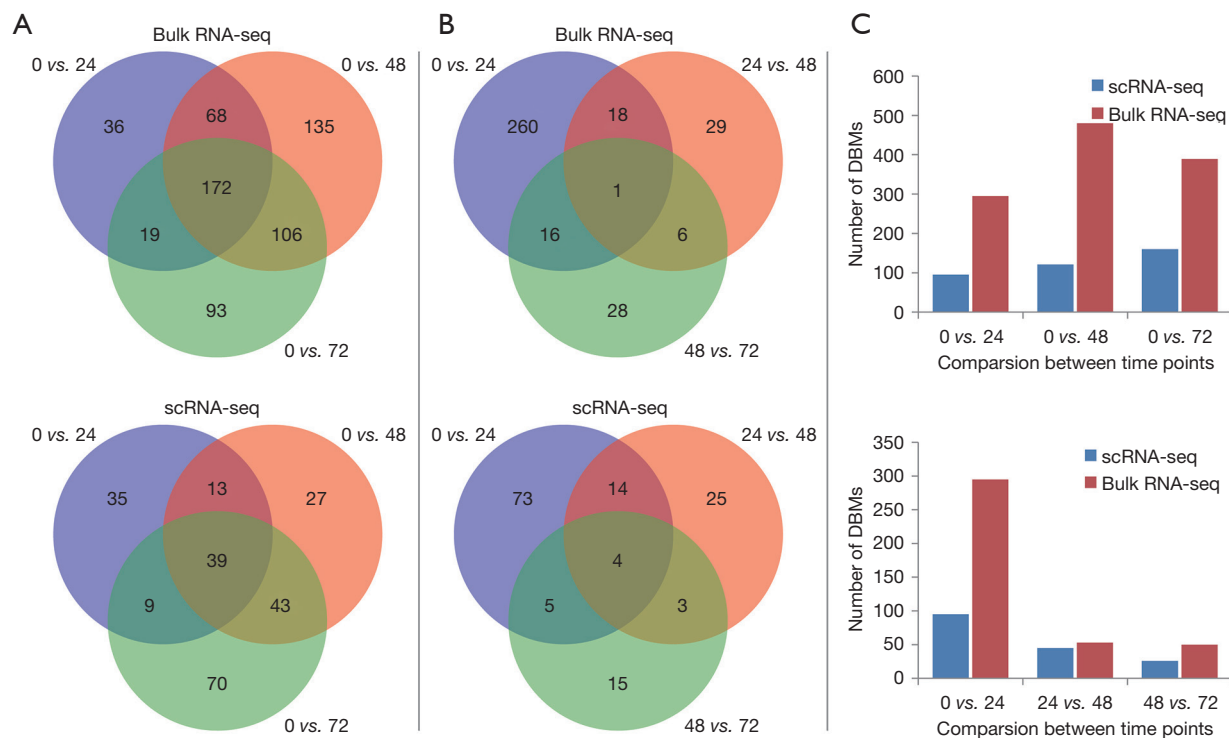 A
Bulk RNA-seq
0 vs. 24
0 vs. 48
36
68
135
172
19
106
93
0 vs. 72
scRNA-seq
0 vs. 24
0 vs. 48
35
13
27
39
9
43
70
0 vs. 72
B
Bulk RNA-seq
0 vs. 24
24 vs. 48
260
18
29
1
16
6
28
48 vs. 72
scRNA-seq
0 vs. 24
24 vs. 48
73
14
25
4
5
3
15
48 vs. 72
C
Number of DBMs
600
500
400
300
200
100
0
scRNA-seq
Bulk RNA-seq
0 vs. 24
0 vs. 48
0 vs. 72
Comparsion between time points
Number of DBMs
350
300
250
200
150
100
50
0
scRNA-seq
Bulk RNA-seq
0 vs. 24
24 vs. 48
48 vs. 72
Comparsion between time points